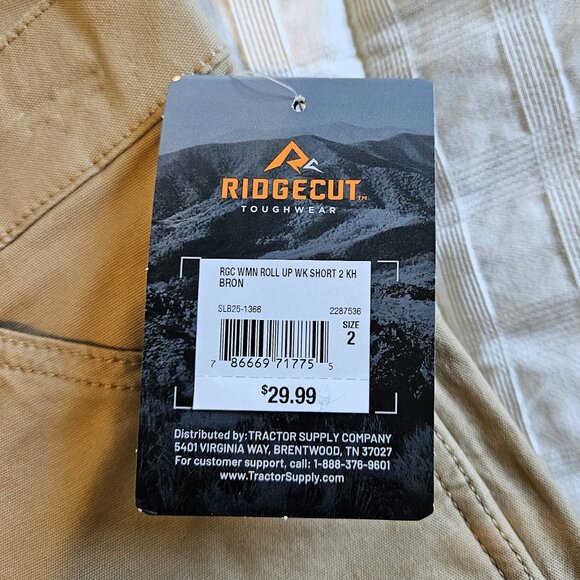 RIDGECUT™
TOUGHWEAR
RGC WMN ROLL UP WK SHORT 2 KH
BRON
SLB25-1366 2287536
SIZE
2
7 86669 71775 5
$29.99
Distributed by: TRACTOR SUPPLY COMPANY
5401 VIRGINIA WAY, BRENTWOOD, TN 37027
For customer support, call: 1-888-376-9601
www.TractorSupply.com